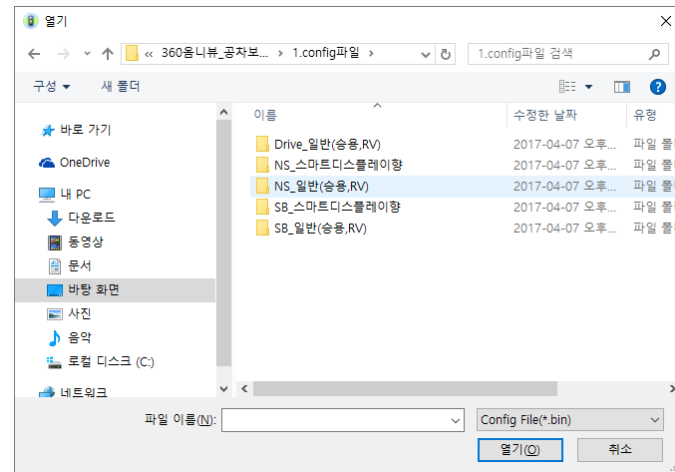 열기
« 360옴니뷰_공차보... › 1.config파일 ›
1.config파일 검색
구성
새 폴더
이름
수정한 날짜
유형
바로 가기
OneDrive
내 PC
다운로드
동영상
문서
바탕 화면
사진
음악
로컬 디스크 (C:)
네트워크
Drive_일반(승용,RV) 2017-04-07 오후... 파일 폴
NS_스마트디스플레이향 2017-04-07 오후... 파일 폴
NS_일반(승용,RV) 2017-04-07 오후... 파일 폴
SB_스마트디스플레이향 2017-04-07 오후... 파일 폴
SB_일반(승용,RV) 2017-04-07 오후... 파일 폴
파일 이름(N):
Config File(*.bin)
열기(O)
취소